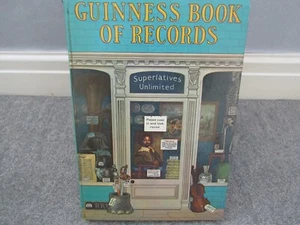 GUINNESS BOOK
OF RECORDS
Superlatives
Unlimited